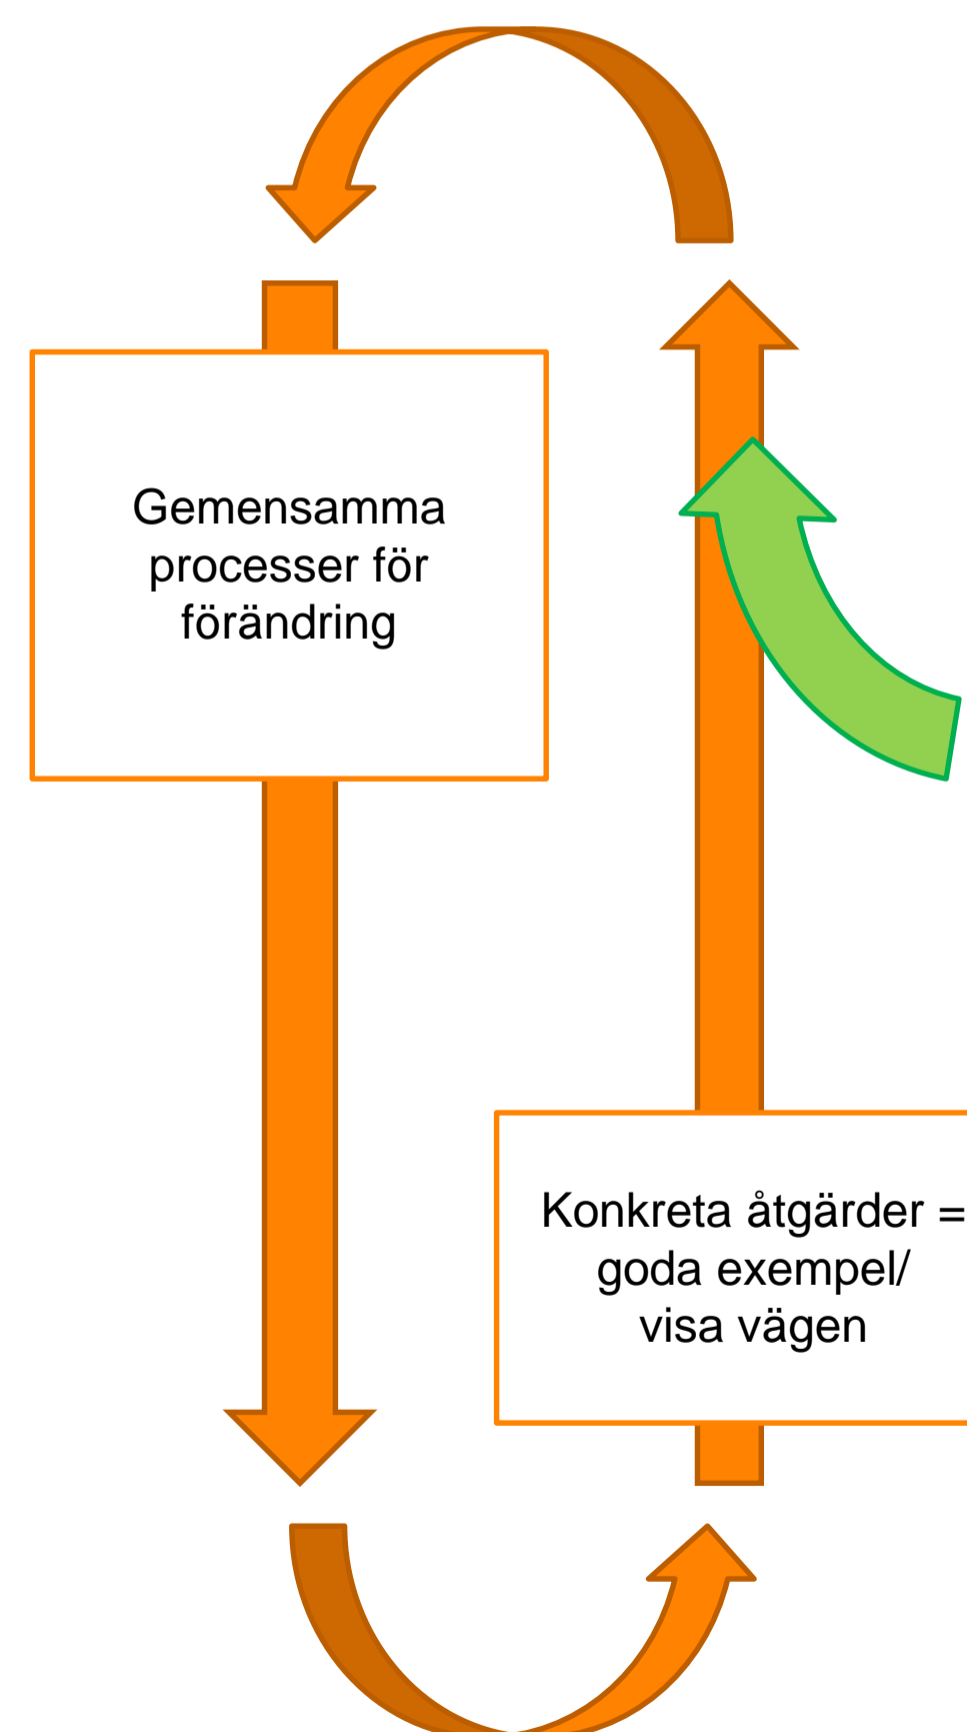 Gemensamma
processer för
förändring
Konkreta åtgärder =
goda exempel/
visa vägen